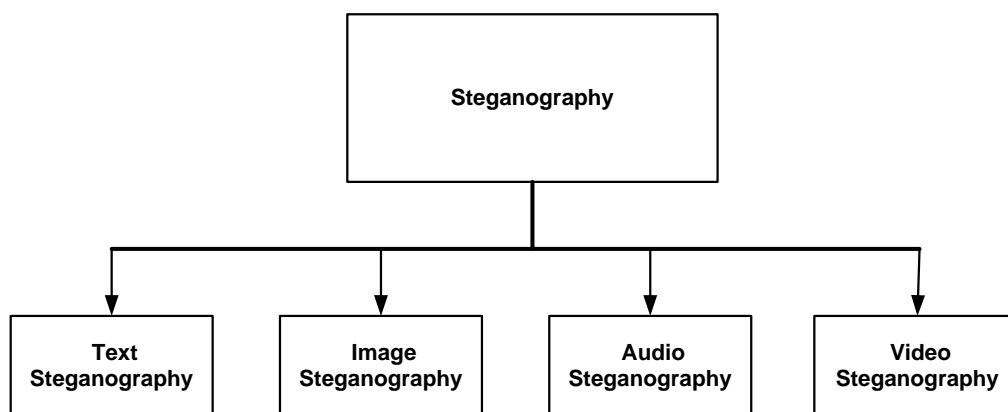 Steganography
Text
Steganography
Image
Steganography
Audio
Steganography
Video
Steganography